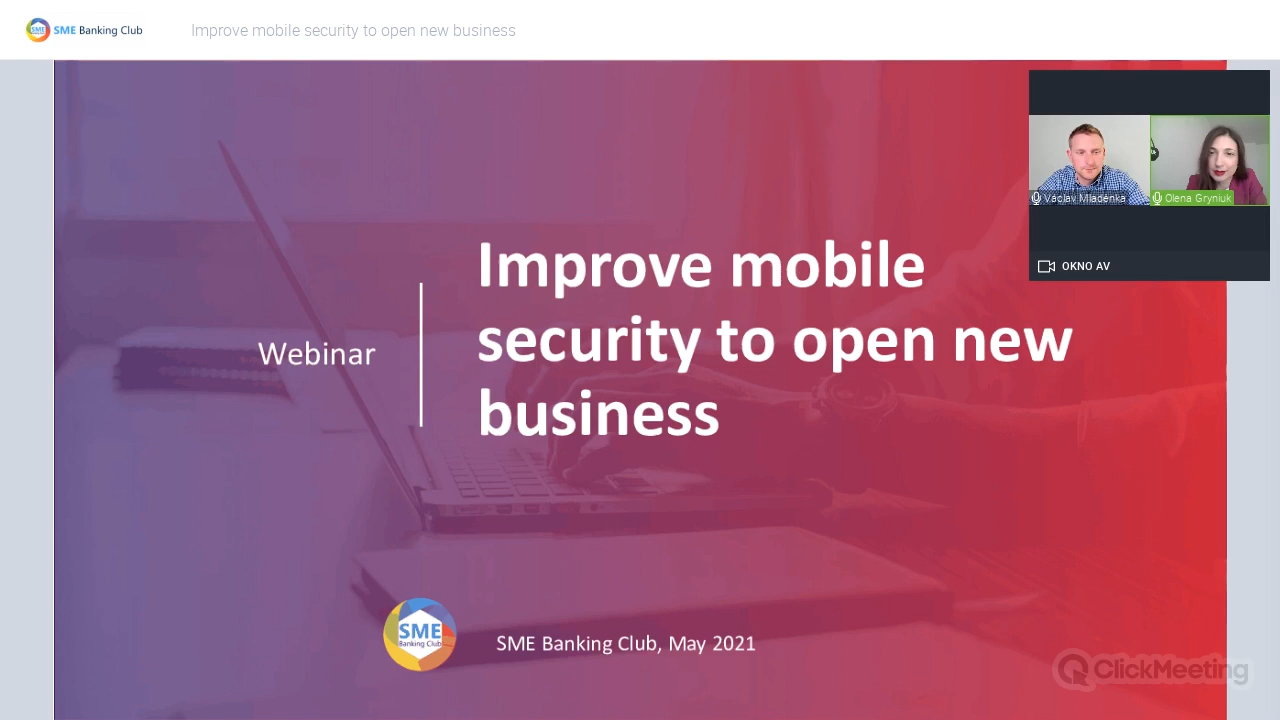 SME
SME Banking Club
Improve mobile security to open new business
Václav Mladěnka
Olena Gryniuk
OKNO AV
Webinar
Improve mobile
security to open new
business
SME
Banking Club
SME Banking Club, May 2021
ClickMeeting